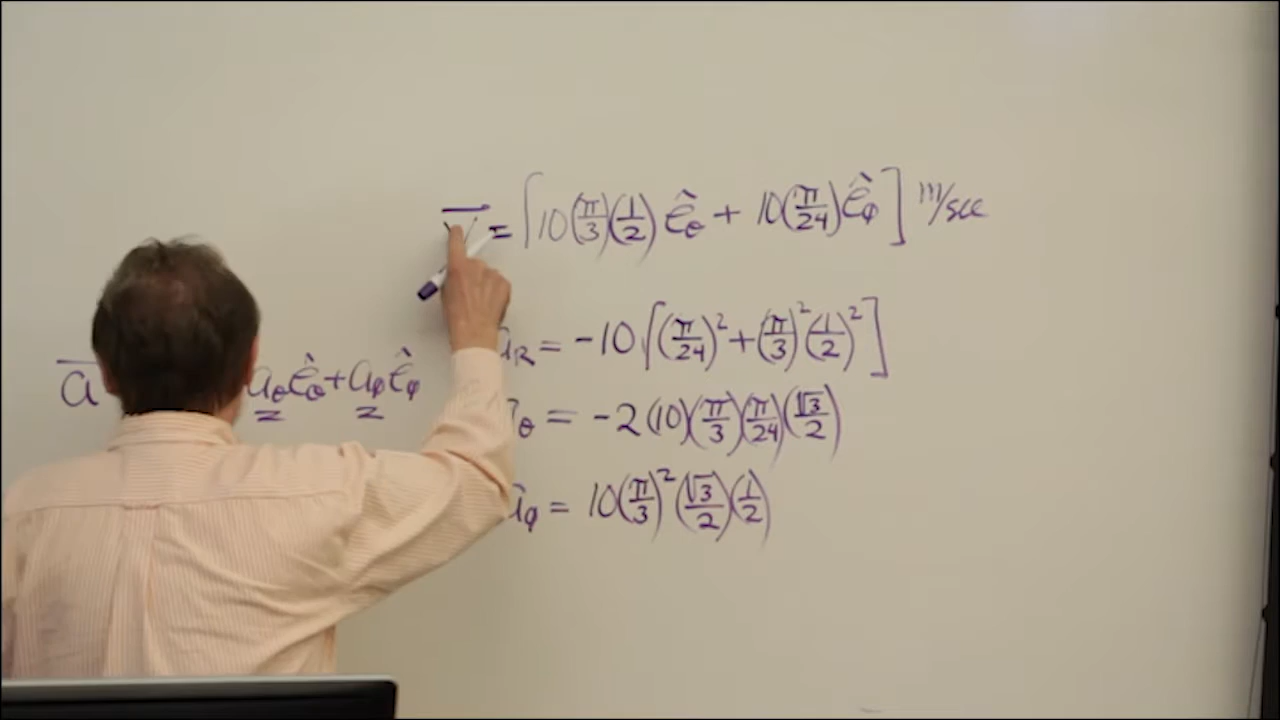 V̄ = [10(π/3)(1/2) ê_θ + 10(π/24) ê_φ] m/sec
a_R = -10[(π/24)² + (π/3)²(1/2)²]
ā a_θ ê_θ + a_φ ê_φ
a_θ = -2(10)(π/3)(π/24)(√3/2)
a_φ = 10(π/3)²(√3/2)(1/2)